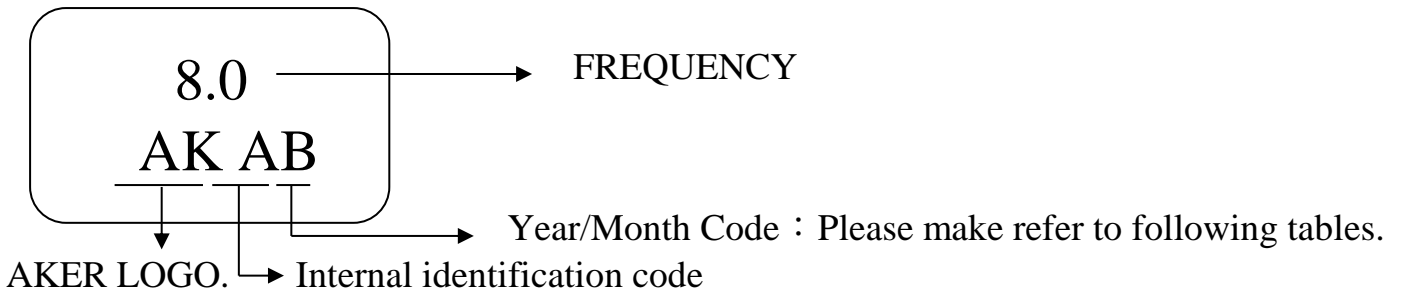 8.0 FREQUENCY
AK AB
Year/Month Code：Please make refer to following tables.
AKER LOGO. Internal identification code